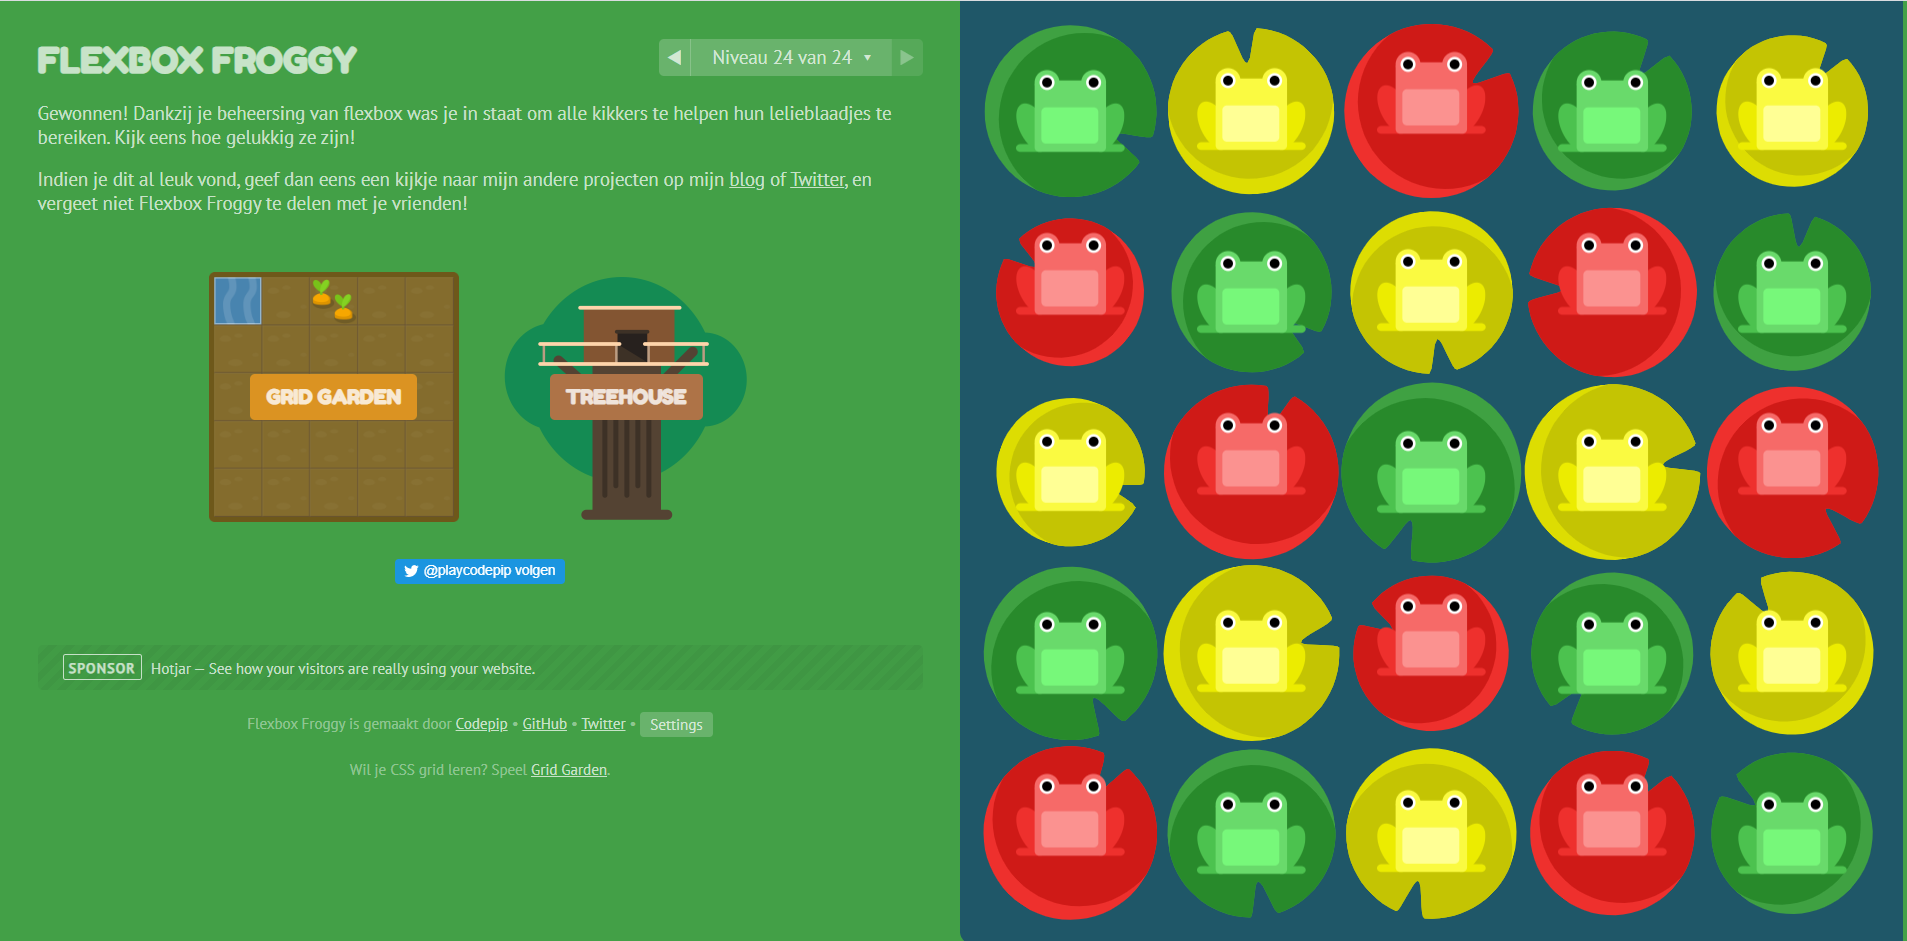 FLEXBOX FROGGY
◀ Niveau 24 van 24 ▾ ▶
Gewonnen! Dankzij je beheersing van flexbox was je in staat om alle kikkers te helpen hun lelieblaadjes te
bereiken. Kijk eens hoe gelukkig ze zijn!
Indien je dit al leuk vond, geef dan eens een kijkje naar mijn andere projecten op mijn blog of Twitter, en
vergeet niet Flexbox Froggy te delen met je vrienden!
GRID GARDEN
TREEHOUSE
@playcodepip volgen
SPONSOR Hotjar — See how your visitors are really using your website.
Flexbox Froggy is gemaakt door Codepip • GitHub • Twitter • Settings
Wil je CSS grid leren? Speel Grid Garden.